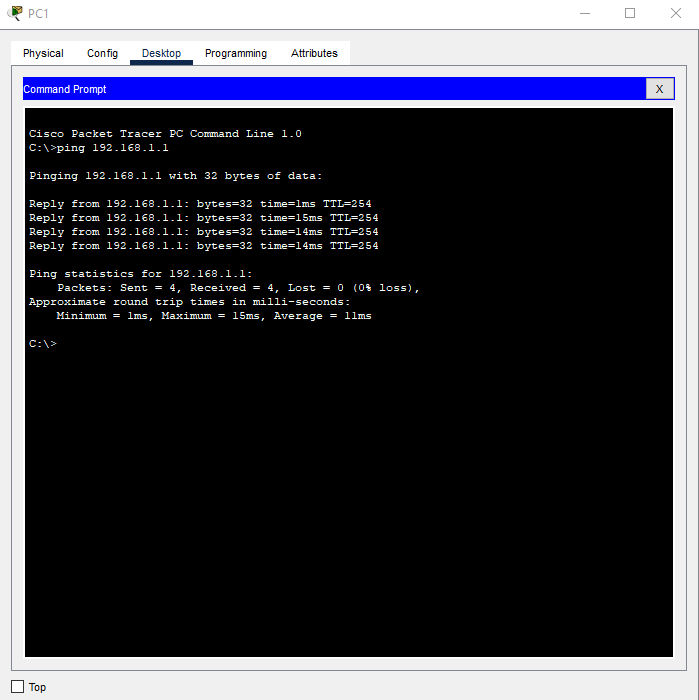 PC1
Physical Config Desktop Programming Attributes
Command Prompt X
Cisco Packet Tracer PC Command Line 1.0
C:\>ping 192.168.1.1
Pinging 192.168.1.1 with 32 bytes of data:
Reply from 192.168.1.1: bytes=32 time=1ms TTL=254
Reply from 192.168.1.1: bytes=32 time=15ms TTL=254
Reply from 192.168.1.1: bytes=32 time=14ms TTL=254
Reply from 192.168.1.1: bytes=32 time=14ms TTL=254
Ping statistics for 192.168.1.1:
Packets: Sent = 4, Received = 4, Lost = 0 (0% loss),
Approximate round trip times in milli-seconds:
Minimum = 1ms, Maximum = 15ms, Average = 11ms
C:\>
Top